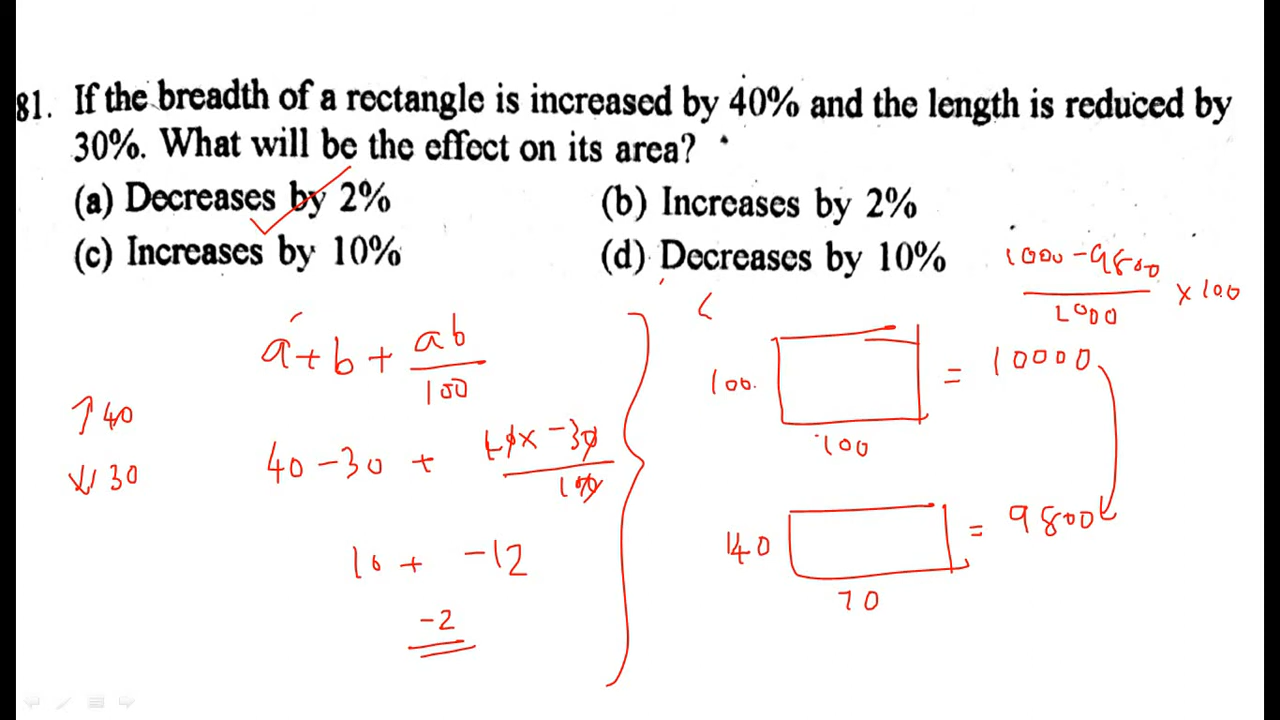 81. If the breadth of a rectangle is increased by 40% and the length is reduced by
30%. What will be the effect on its area?
(a) Decreases by 2% (b) Increases by 2%
(c) Increases by 10% (d) Decreases by 10%
1000 - 9800
1000
× 100
a + b + ab
100
100
100
= 10000
↑ 40
↓ 30
40 - 30 +
× -30
100
140
70
= 9800
10 + -12
-2